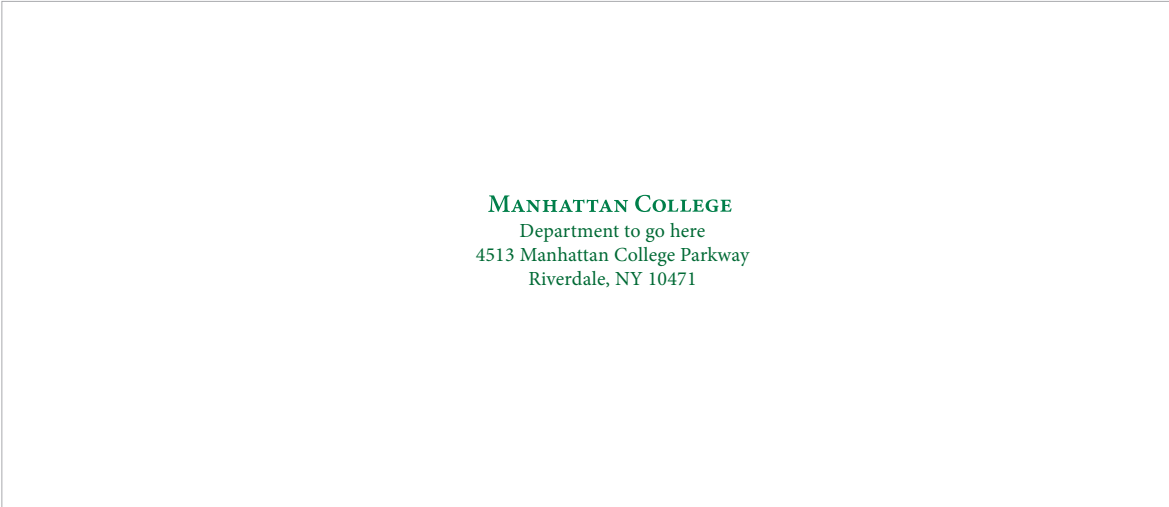 Manhattan College
Department to go here
4513 Manhattan College Parkway
Riverdale, NY 10471